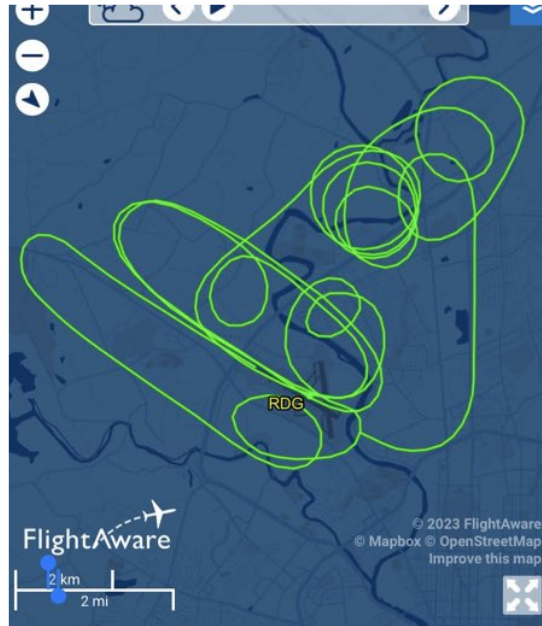 RDG
© 2023 FlightAware
© Mapbox © OpenStreetMap
Improve this map
FlightAware
2 km
2 mi